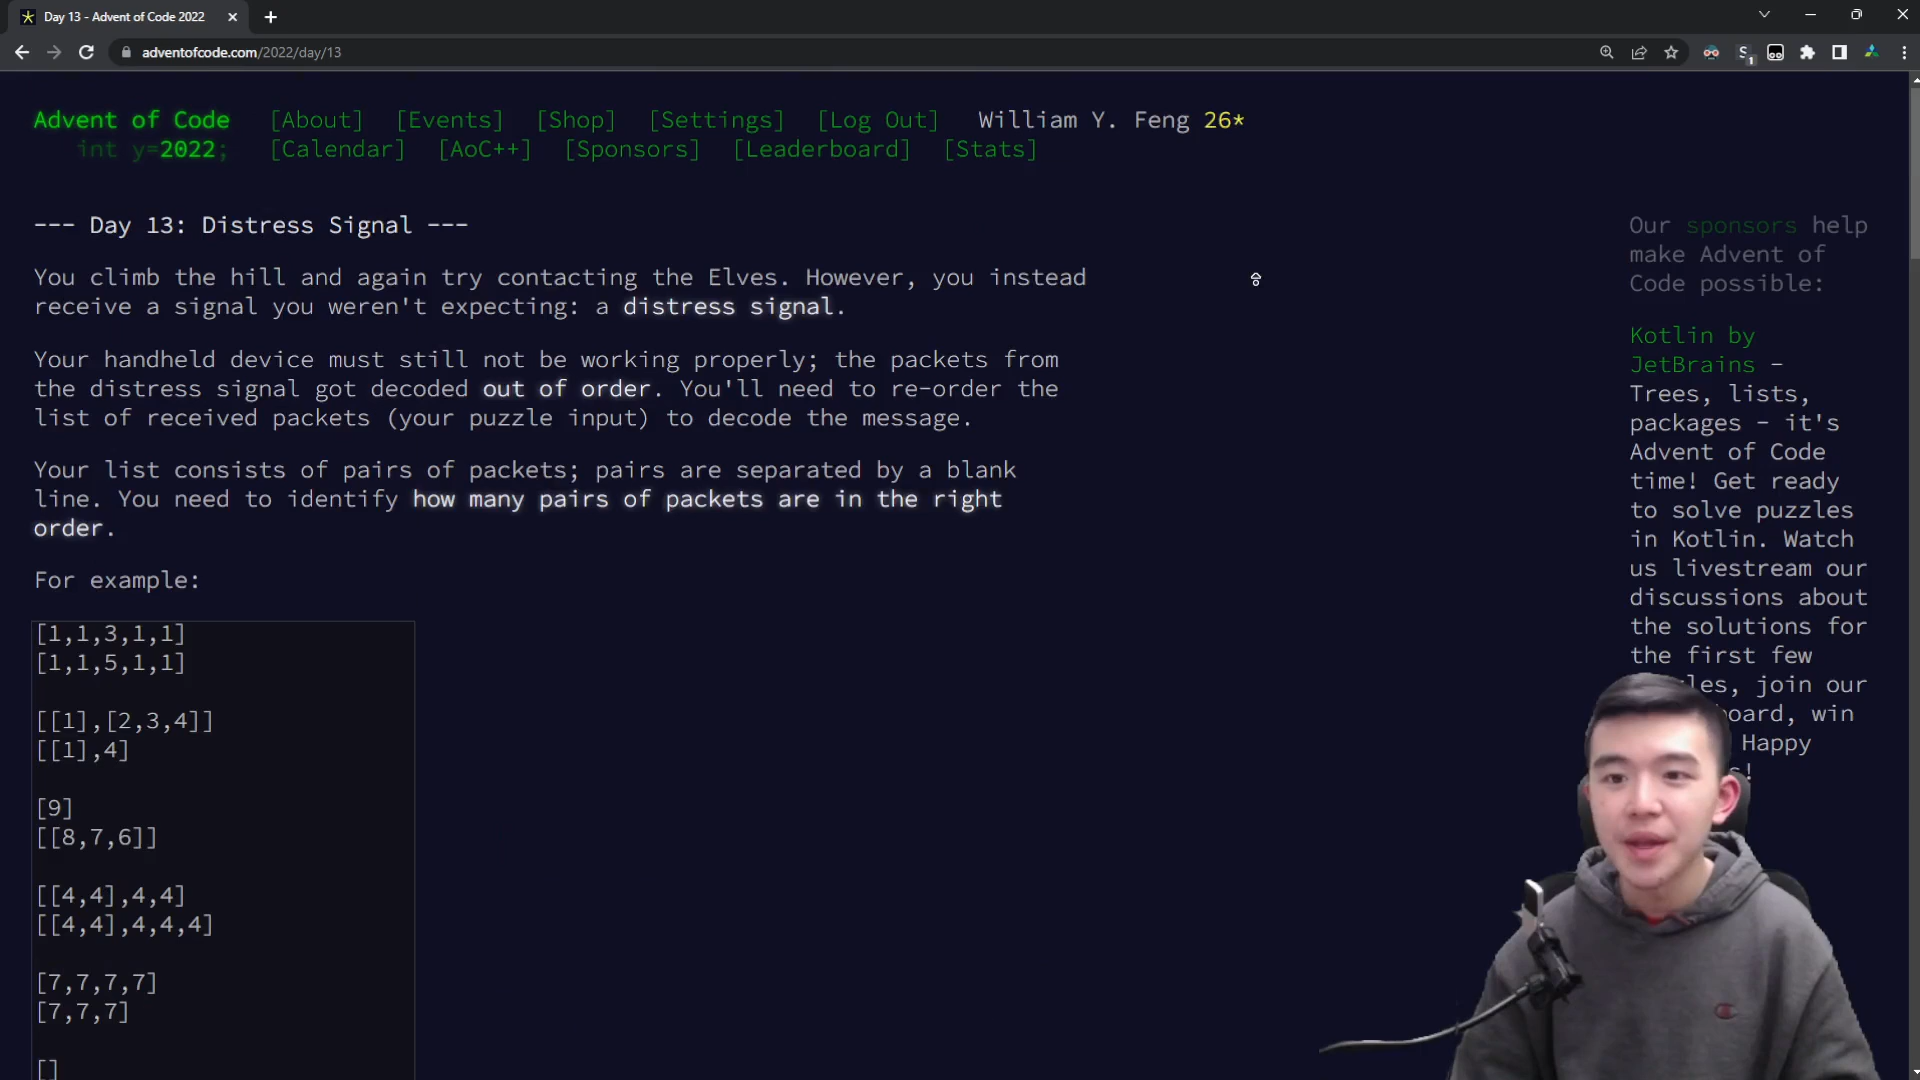 Day 13 - Advent of Code 2022
adventofcode.com/2022/day/13
Advent of Code [About] [Events] [Shop] [Settings] [Log Out] William Y. Feng 26*
int y=2022; [Calendar] [AoC++] [Sponsors] [Leaderboard] [Stats]
--- Day 13: Distress Signal ---
You climb the hill and again try contacting the Elves. However, you instead
receive a signal you weren't expecting: a distress signal.
Your handheld device must still not be working properly; the packets from
the distress signal got decoded out of order. You'll need to re-order the
list of received packets (your puzzle input) to decode the message.
Your list consists of pairs of packets; pairs are separated by a blank
line. You need to identify how many pairs of packets are in the right
order.
For example:
[1,1,3,1,1]
[1,1,5,1,1]
[[1],[2,3,4]]
[[1],4]
[9]
[[8,7,6]]
[[4,4],4,4]
[[4,4],4,4,4]
[7,7,7,7]
[7,7,7]
[]
Our sponsors help
make Advent of
Code possible:
Kotlin by
JetBrains -
Trees, lists,
packages - it's
Advent of Code
time! Get ready
to solve puzzles
in Kotlin. Watch
us livestream our
discussions about
the solutions for
the first few
join our
win
Happy